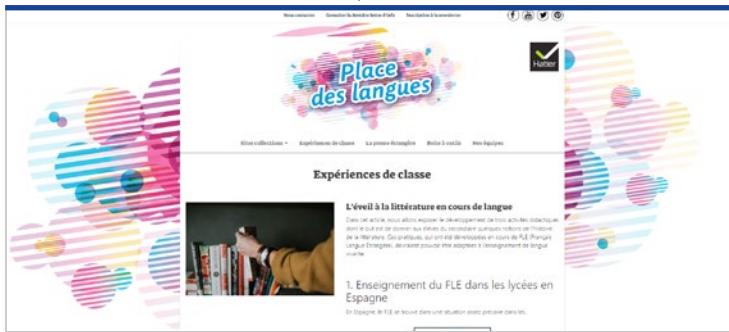 Nous contacter Consulter la dernière lettre d'info Inscription à la newsletter
Place
des langues
Hatier
Sites collections Expériences de classe La presse étrangère Boîte à outils Nos équipes
Expériences de classe
L'éveil à la littérature en cours de langue
Dans cet article, nous allons exposer le développement de trois activités didactiques
dont le but est de donner aux élèves du secondaire quelques notions de l'histoire
de la littérature. Ces pratiques, qui ont été développées en cours de FLE (Français
Langue Etrangère), devraient pouvoir être adaptées à l'enseignement de langue
vivante.
1. Enseignement du FLE dans les lycées en
Espagne
En Espagne, le FLE se trouve dans une situation assez précaire dans les